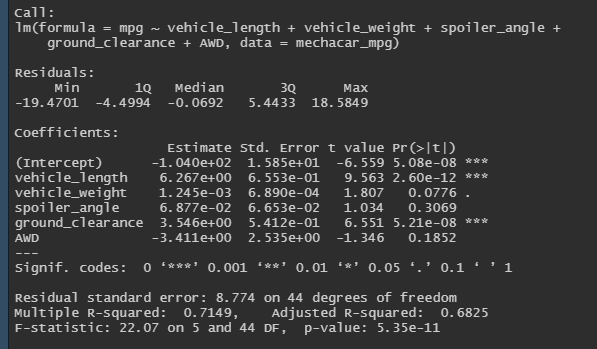 Call:
lm(formula = mpg ~ vehicle_length + vehicle_weight + spoiler_angle +
    ground_clearance + AWD, data = mechacar_mpg)

Residuals:
     Min       1Q   Median       3Q      Max
-19.4701  -4.4994  -0.0692   5.4433  18.5849

Coefficients:
                   Estimate Std. Error t value Pr(>|t|)
(Intercept)      -1.040e+02  1.585e+01  -6.559 5.08e-08 ***
vehicle_length    6.267e+00  6.553e-01   9.563 2.60e-12 ***
vehicle_weight    1.245e-03  6.890e-04   1.807   0.0776 .
spoiler_angle     6.877e-02  6.653e-02   1.034   0.3069
ground_clearance  3.546e+00  5.412e-01   6.551 5.21e-08 ***
AWD              -3.411e+00  2.535e+00  -1.346   0.1852
---
Signif. codes:  0 ‘***’ 0.001 ‘**’ 0.01 ‘*’ 0.05 ‘.’ 0.1 ‘ ’ 1

Residual standard error: 8.774 on 44 degrees of freedom
Multiple R-squared:  0.7149,    Adjusted R-squared:  0.6825
F-statistic: 22.07 on 5 and 44 DF,  p-value: 5.35e-11